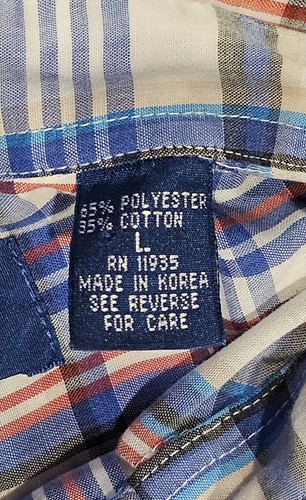 65% POLYESTER
35% COTTON
L
RN 11935
MADE IN KOREA
SEE REVERSE
FOR CARE